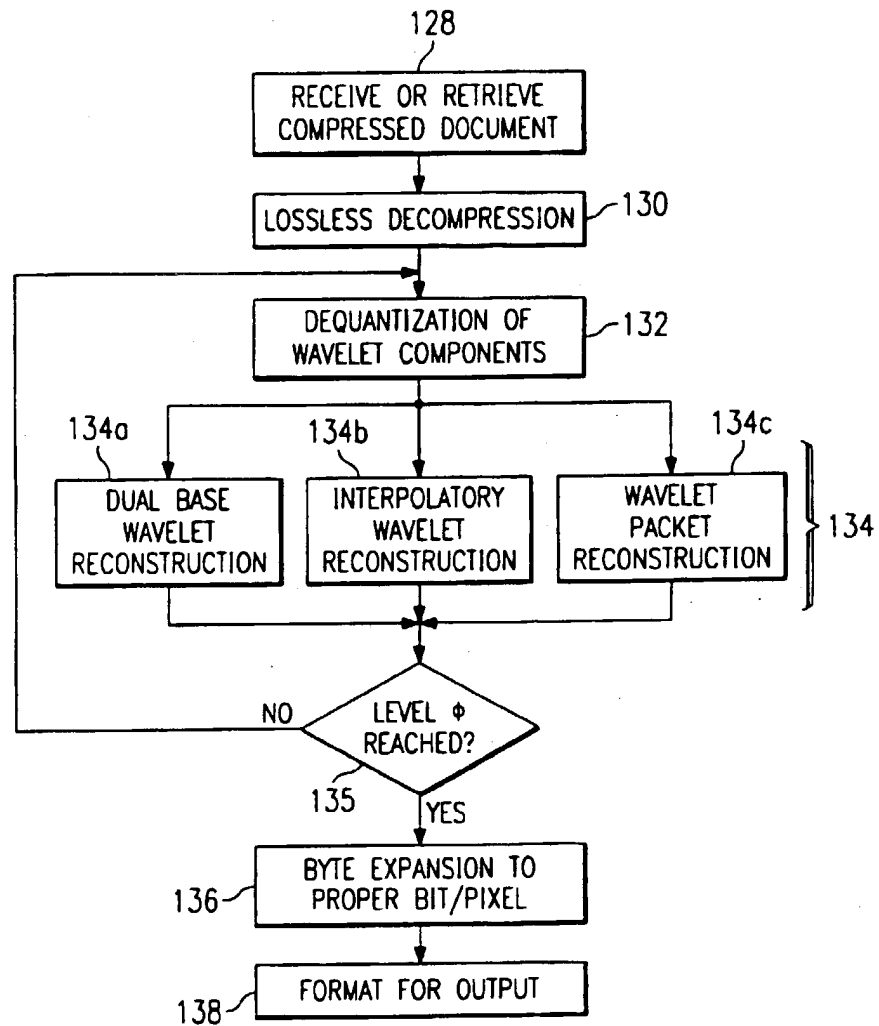 128
RECEIVE OR RETRIEVE
COMPRESSED DOCUMENT
LOSSLESS DECOMPRESSION
130
DEQUANTIZATION OF
WAVELET COMPONENTS
132
134a
DUAL BASE
WAVELET
RECONSTRUCTION
134b
INTERPOLATORY
WAVELET
RECONSTRUCTION
134c
WAVELET
PACKET
RECONSTRUCTION
134
NO
LEVEL ϕ
REACHED?
135
YES
BYTE EXPANSION TO
PROPER BIT/PIXEL
136
FORMAT FOR OUTPUT
138